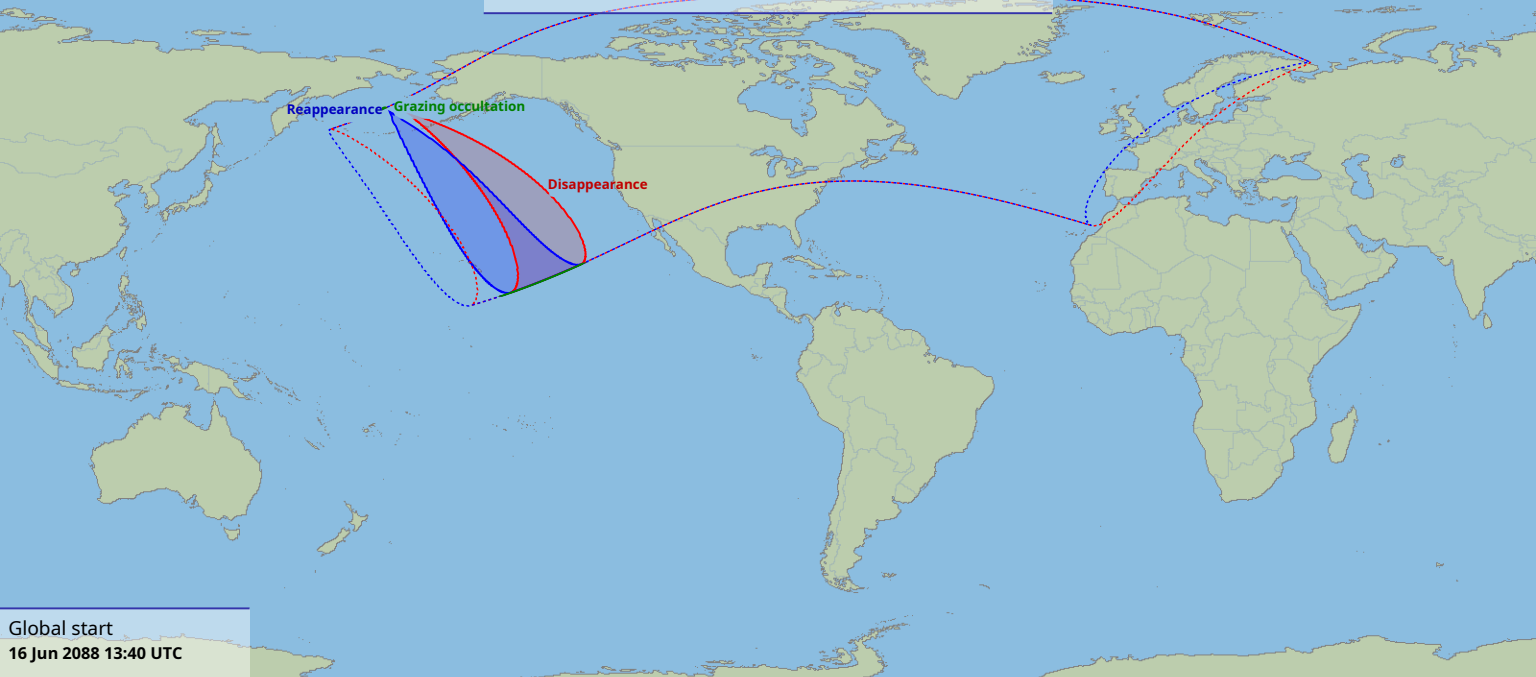 Reappearance
Grazing occultation
Disappearance
Global start
16 Jun 2088 13:40 UTC